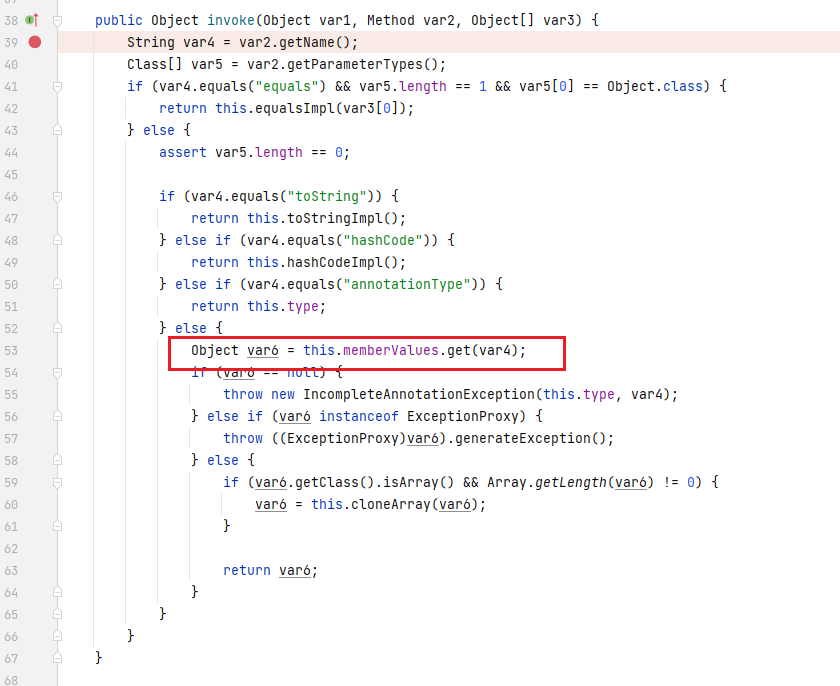 38 public Object invoke(Object var1, Method var2, Object[] var3) {
39 String var4 = var2.getName();
40 Class[] var5 = var2.getParameterTypes();
41 if (var4.equals("equals") && var5.length == 1 && var5[0] == Object.class) {
42 return this.equalsImpl(var3[0]);
43 } else {
44 assert var5.length == 0;
45
46 if (var4.equals("toString")) {
47 return this.toStringImpl();
48 } else if (var4.equals("hashCode")) {
49 return this.hashCodeImpl();
50 } else if (var4.equals("annotationType")) {
51 return this.type;
52 } else {
53 Object var6 = this.memberValues.get(var4);
54 if (var6 == null) {
55 throw new IncompleteAnnotationException(this.type, var4);
56 } else if (var6 instanceof ExceptionProxy) {
57 throw ((ExceptionProxy)var6).generateException();
58 } else {
59 if (var6.getClass().isArray() && Array.getLength(var6) != 0) {
60 var6 = this.cloneArray(var6);
61 }
62
63 return var6;
64 }
65 }
66 }
67 }
68